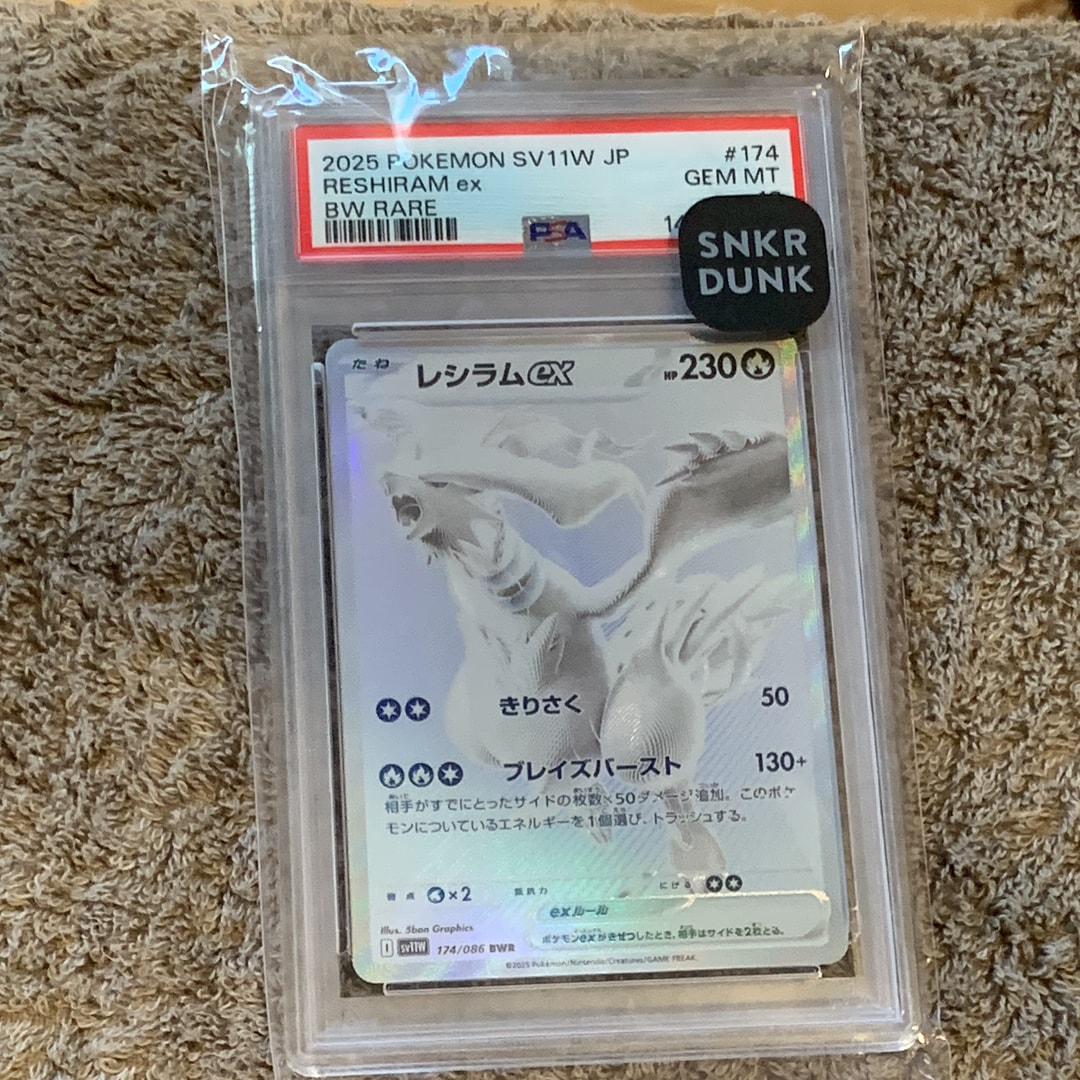 2025 POKEMON SV11W JP
#174
RESHIRAM ex
GEM MT
BW RARE
PSA
SNKR
DUNK
たね
レシラムex
HP 230
きりさく
50
ブレイズバースト
130+
相手がすでにとったサイドの枚数×50ダメージ追加。このポケ
モンについているエネルギーを1個選び、トラッシュする。
弱点
×2
抵抗力
にげる
exルール
ポケモンexがきぜつしたとき、相手はサイドを2枚とる。
Illus. 5ban Graphics
I
sv11W
174/086 BWR
©2025 Pokémon/Nintendo/Creatures/GAME FREAK.